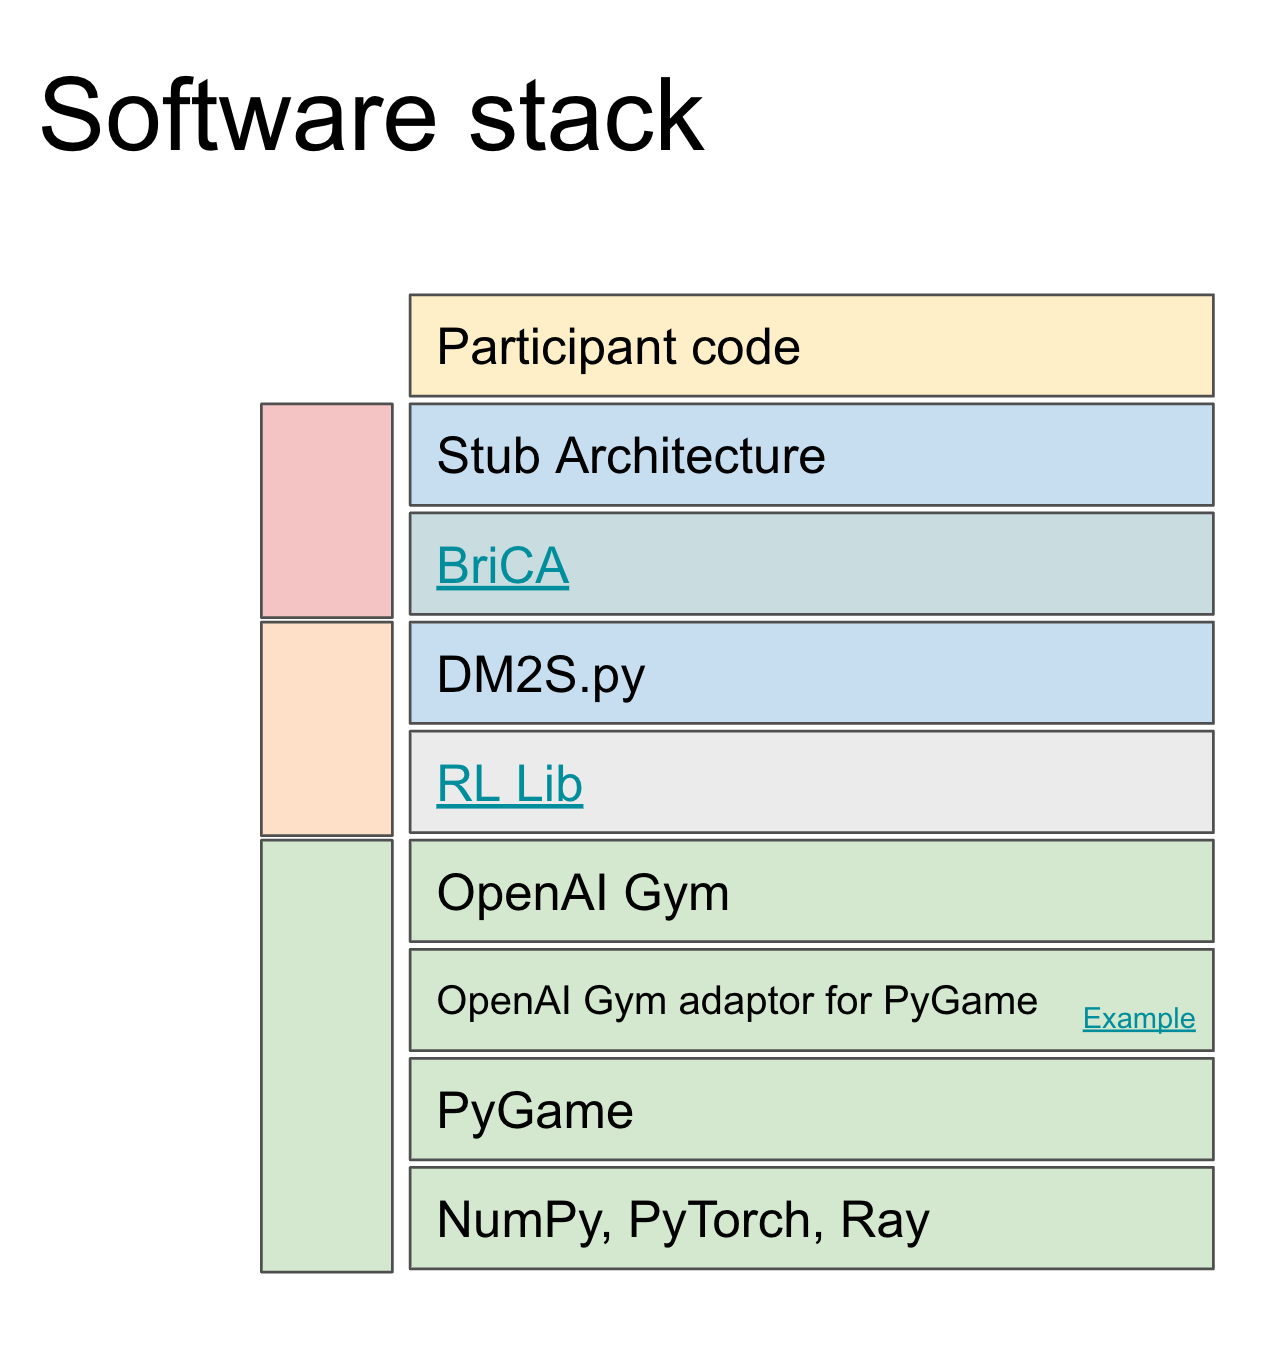 Software stack
Participant code
Stub Architecture
BriCA
DM2S.py
RL Lib
OpenAI Gym
OpenAI Gym adaptor for PyGame
Example
PyGame
NumPy, PyTorch, Ray